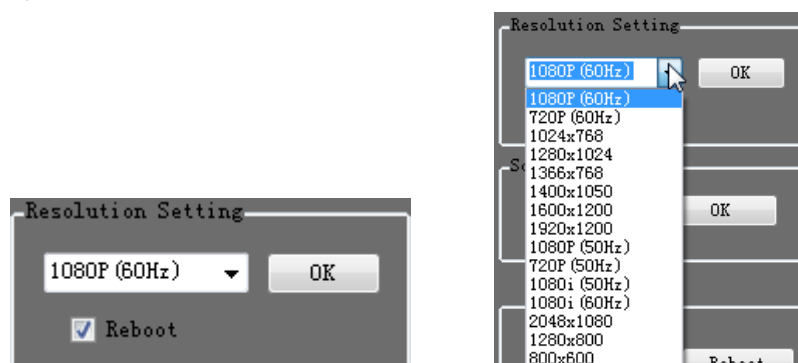 Resolution Setting
1080P (60Hz)
OK
Reboot
Resolution Setting
1080P (60Hz)
OK
1080P (60Hz)
720P (60Hz)
1024x768
1280x1024
1366x768
1400x1050
1600x1200
OK
1920x1200
1080P (50Hz)
720P (50Hz)
1080i (50Hz)
1080i (60Hz)
2048x1080
1280x800
800x600
Reboot